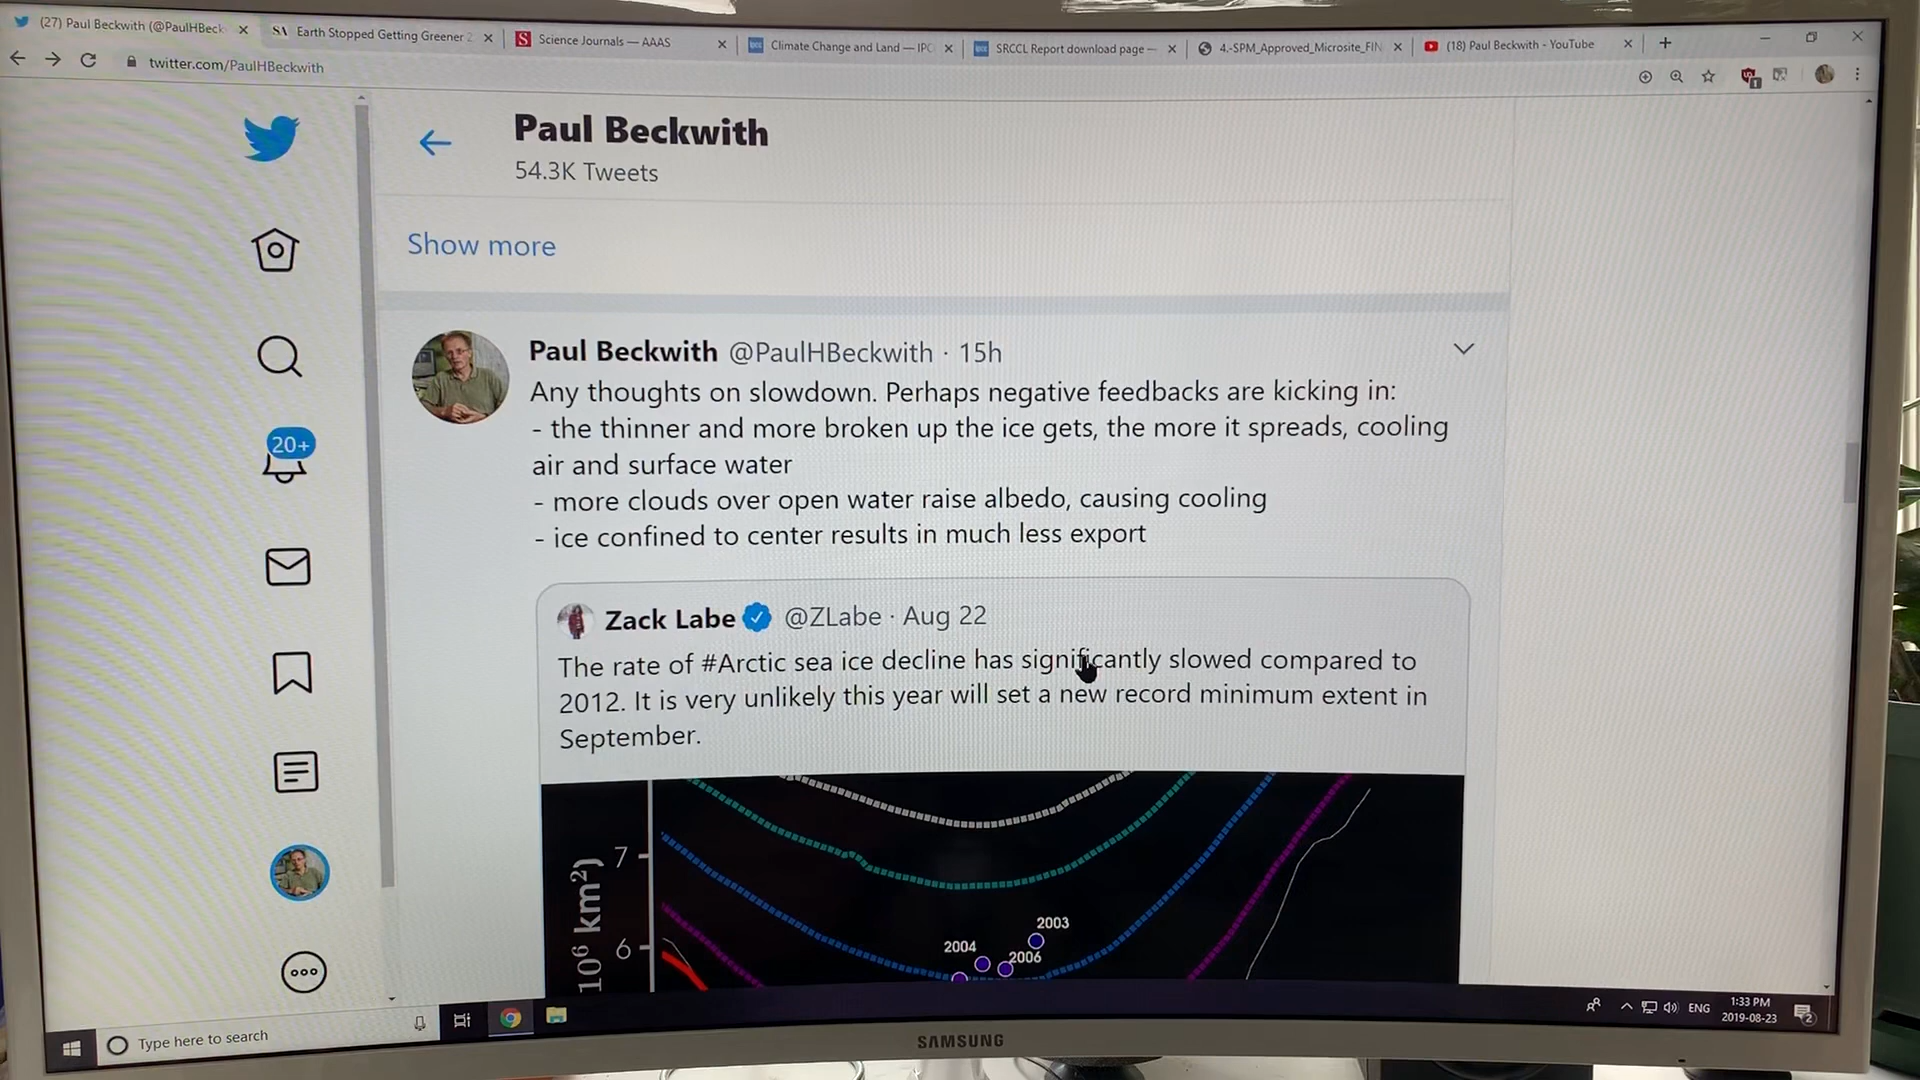 (27) Paul Beckwith (@PaulHBeck
SA Earth Stopped Getting Greener 2
S Science Journals — AAAS
Climate Change and Land — IPC
SRCCL Report download page —
4.-SPM_Approved_Microsite_FIN
(18) Paul Beckwith - YouTube
twitter.com/PaulHBeckwith
Paul Beckwith
54.3K Tweets
Show more
Paul Beckwith @PaulHBeckwith · 15h
Any thoughts on slowdown. Perhaps negative feedbacks are kicking in:
- the thinner and more broken up the ice gets, the more it spreads, cooling
air and surface water
- more clouds over open water raise albedo, causing cooling
- ice confined to center results in much less export
20+
Zack Labe @ZLabe · Aug 22
The rate of #Arctic sea ice decline has significantly slowed compared to
2012. It is very unlikely this year will set a new record minimum extent in
September.
7
6
10⁶ km²)
2003
2004
2006
Type here to search
ENG
1:33 PM
2019-08-23
2
SAMSUNG